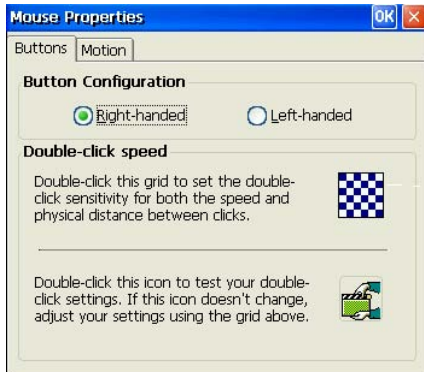 Mouse Properties OK
Buttons Motion
Button Configuration
Right-handed Left-handed
Double-click speed
Double-click this grid to set the double-
click sensitivity for both the speed and
physical distance between clicks.
Double-click this icon to test your double-
click settings. If this icon doesn't change,
adjust your settings using the grid above.